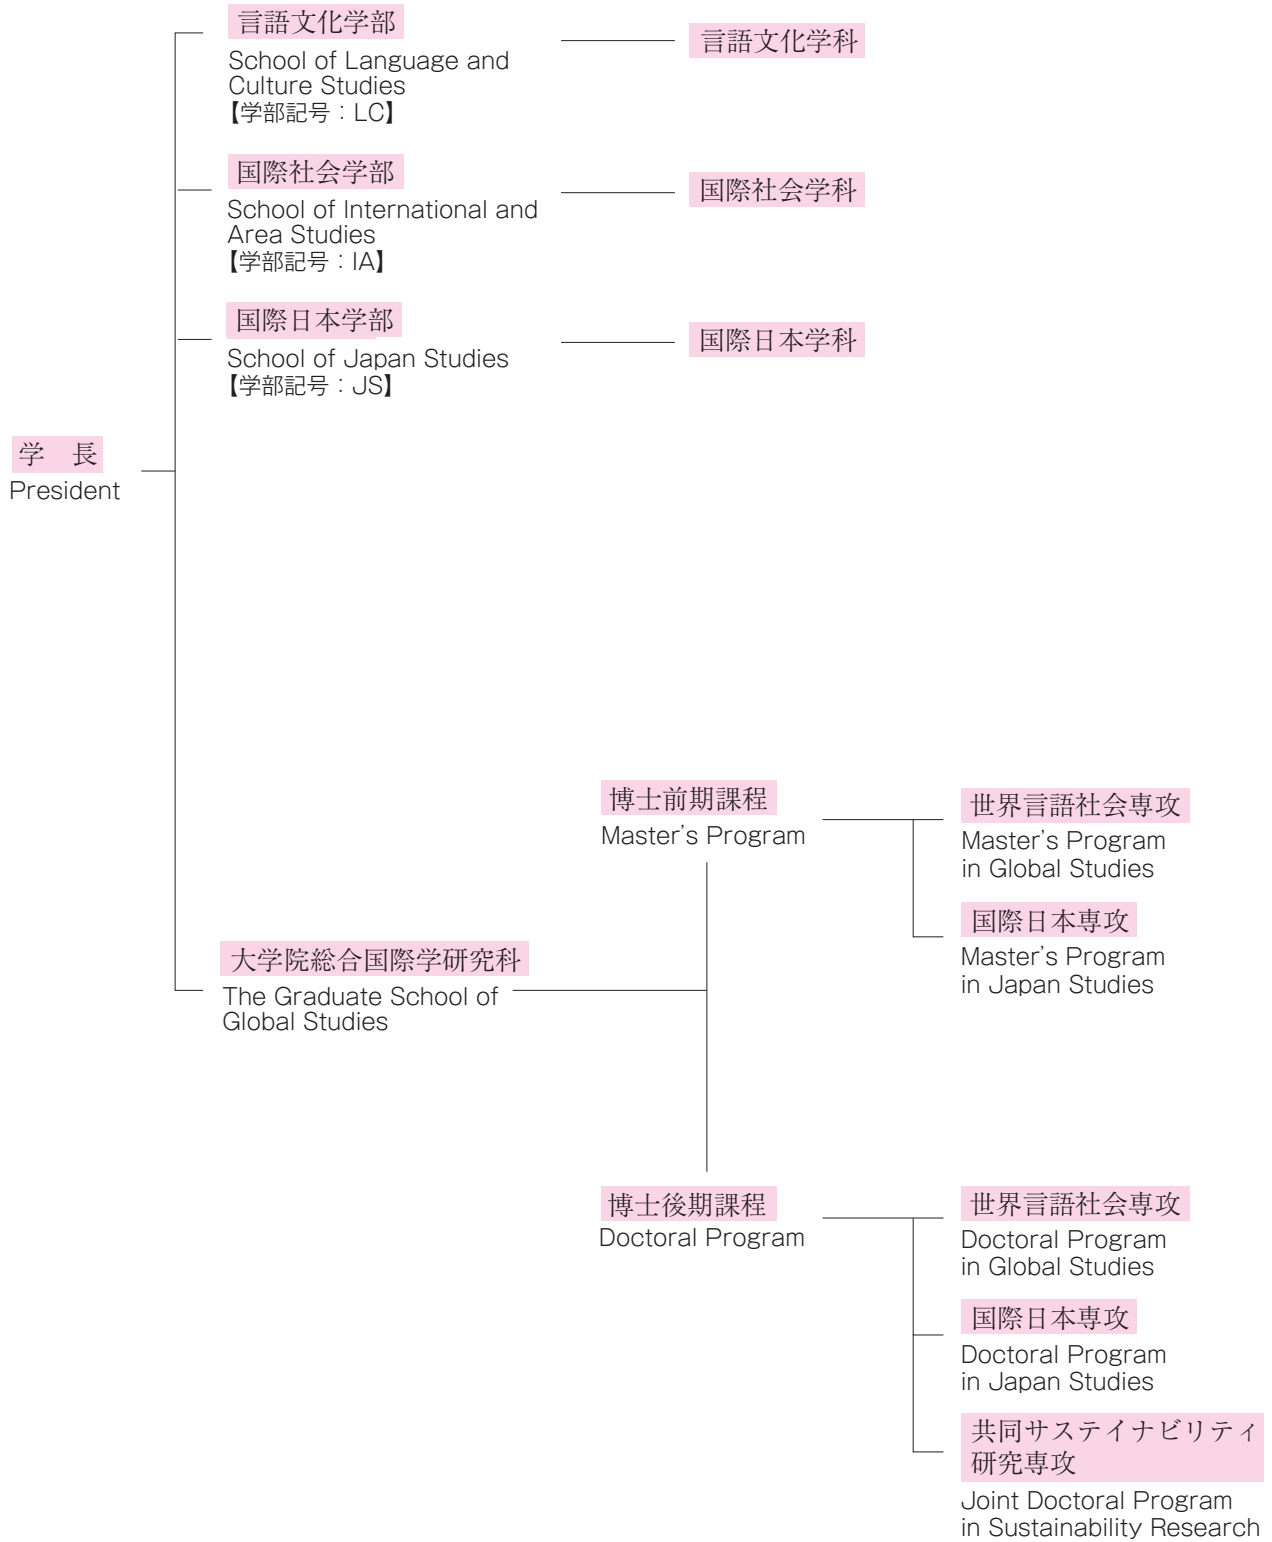 言語文化学部
School of Language and
Culture Studies
【学部記号：LC】
言語文化学科
国際社会学部
School of International and
Area Studies
【学部記号：IA】
国際社会学科
国際日本学部
School of Japan Studies
【学部記号：JS】
国際日本学科
学　長
President
大学院総合国際学研究科
The Graduate School of
Global Studies
博士前期課程
Master's Program
世界言語社会専攻
Master's Program
in Global Studies
国際日本専攻
Master's Program
in Japan Studies
博士後期課程
Doctoral Program
世界言語社会専攻
Doctoral Program
in Global Studies
国際日本専攻
Doctoral Program
in Japan Studies
共同サステイナビリティ
研究専攻
Joint Doctoral Program
in Sustainability Research